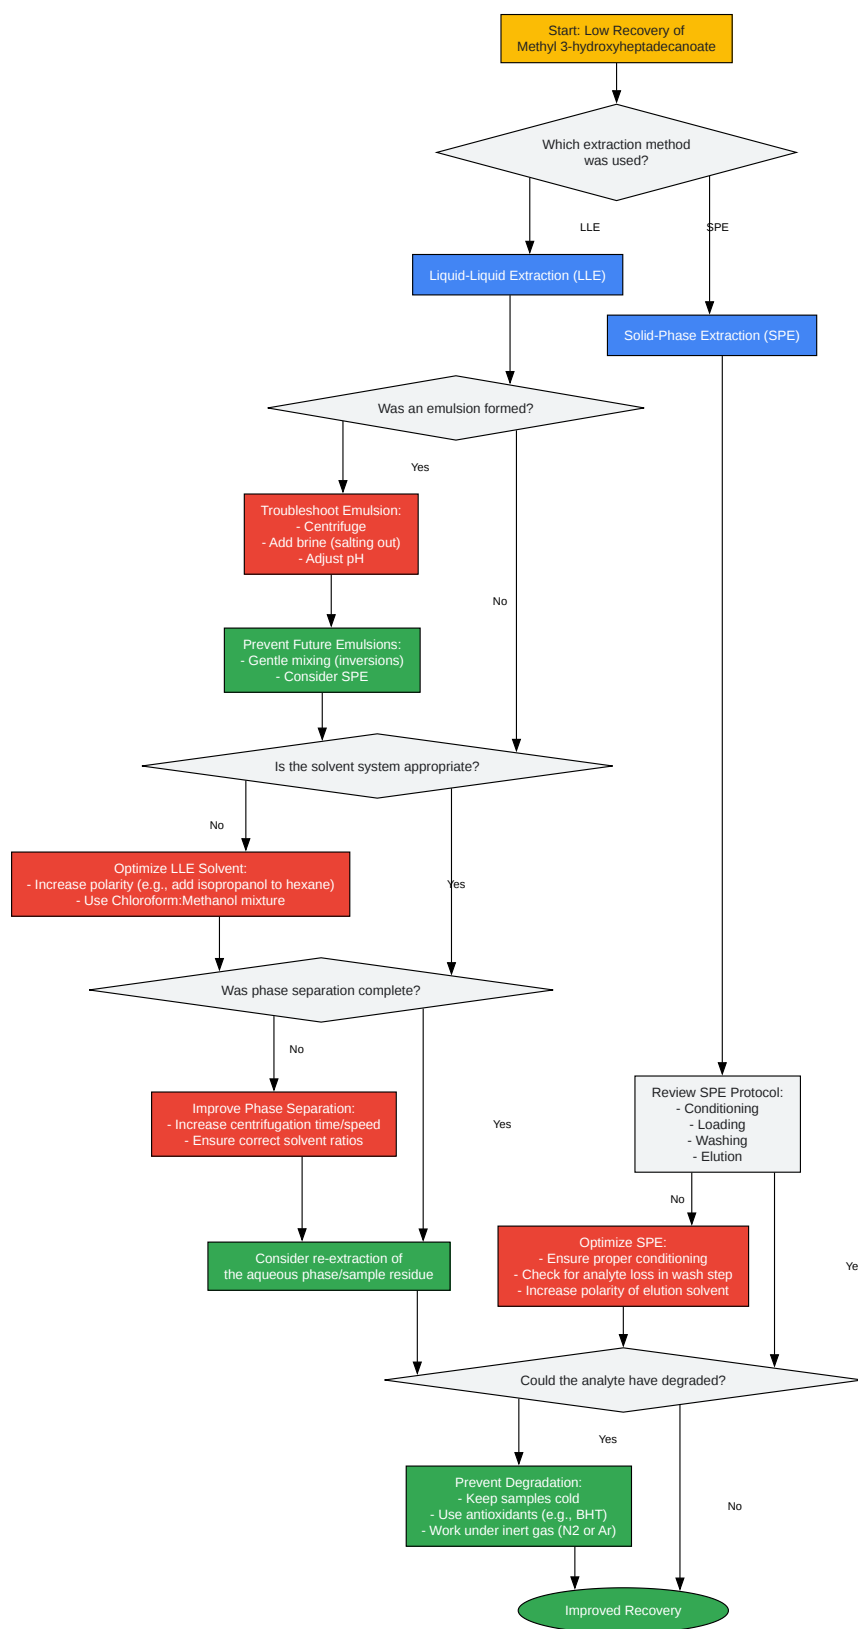 Start: Low Recovery of
Methyl 3-hydroxyheptadecanoate
Which extraction method
was used?
LLE
SPE
Liquid-Liquid Extraction (LLE)
Solid-Phase Extraction (SPE)
Was an emulsion formed?
Yes
Troubleshoot Emulsion:
- Centrifuge
- Add brine (salting out)
- Adjust pH
No
Prevent Future Emulsions:
- Gentle mixing (inversions)
- Consider SPE
Is the solvent system appropriate?
No
Optimize LLE Solvent:
- Increase polarity (e.g., add isopropanol to hexane)
- Use Chloroform:Methanol mixture
Yes
Was phase separation complete?
No
Improve Phase Separation:
- Increase centrifugation time/speed
- Ensure correct solvent ratios
Yes
Review SPE Protocol:
- Conditioning
- Loading
- Washing
- Elution
No
Consider re-extraction of
the aqueous phase/sample residue
Optimize SPE:
- Ensure proper conditioning
- Check for analyte loss in wash step
- Increase polarity of elution solvent
Ye
Could the analyte have degraded?
Yes
Prevent Degradation:
- Keep samples cold
- Use antioxidants (e.g., BHT)
- Work under inert gas (N2 or Ar)
No
Improved Recovery